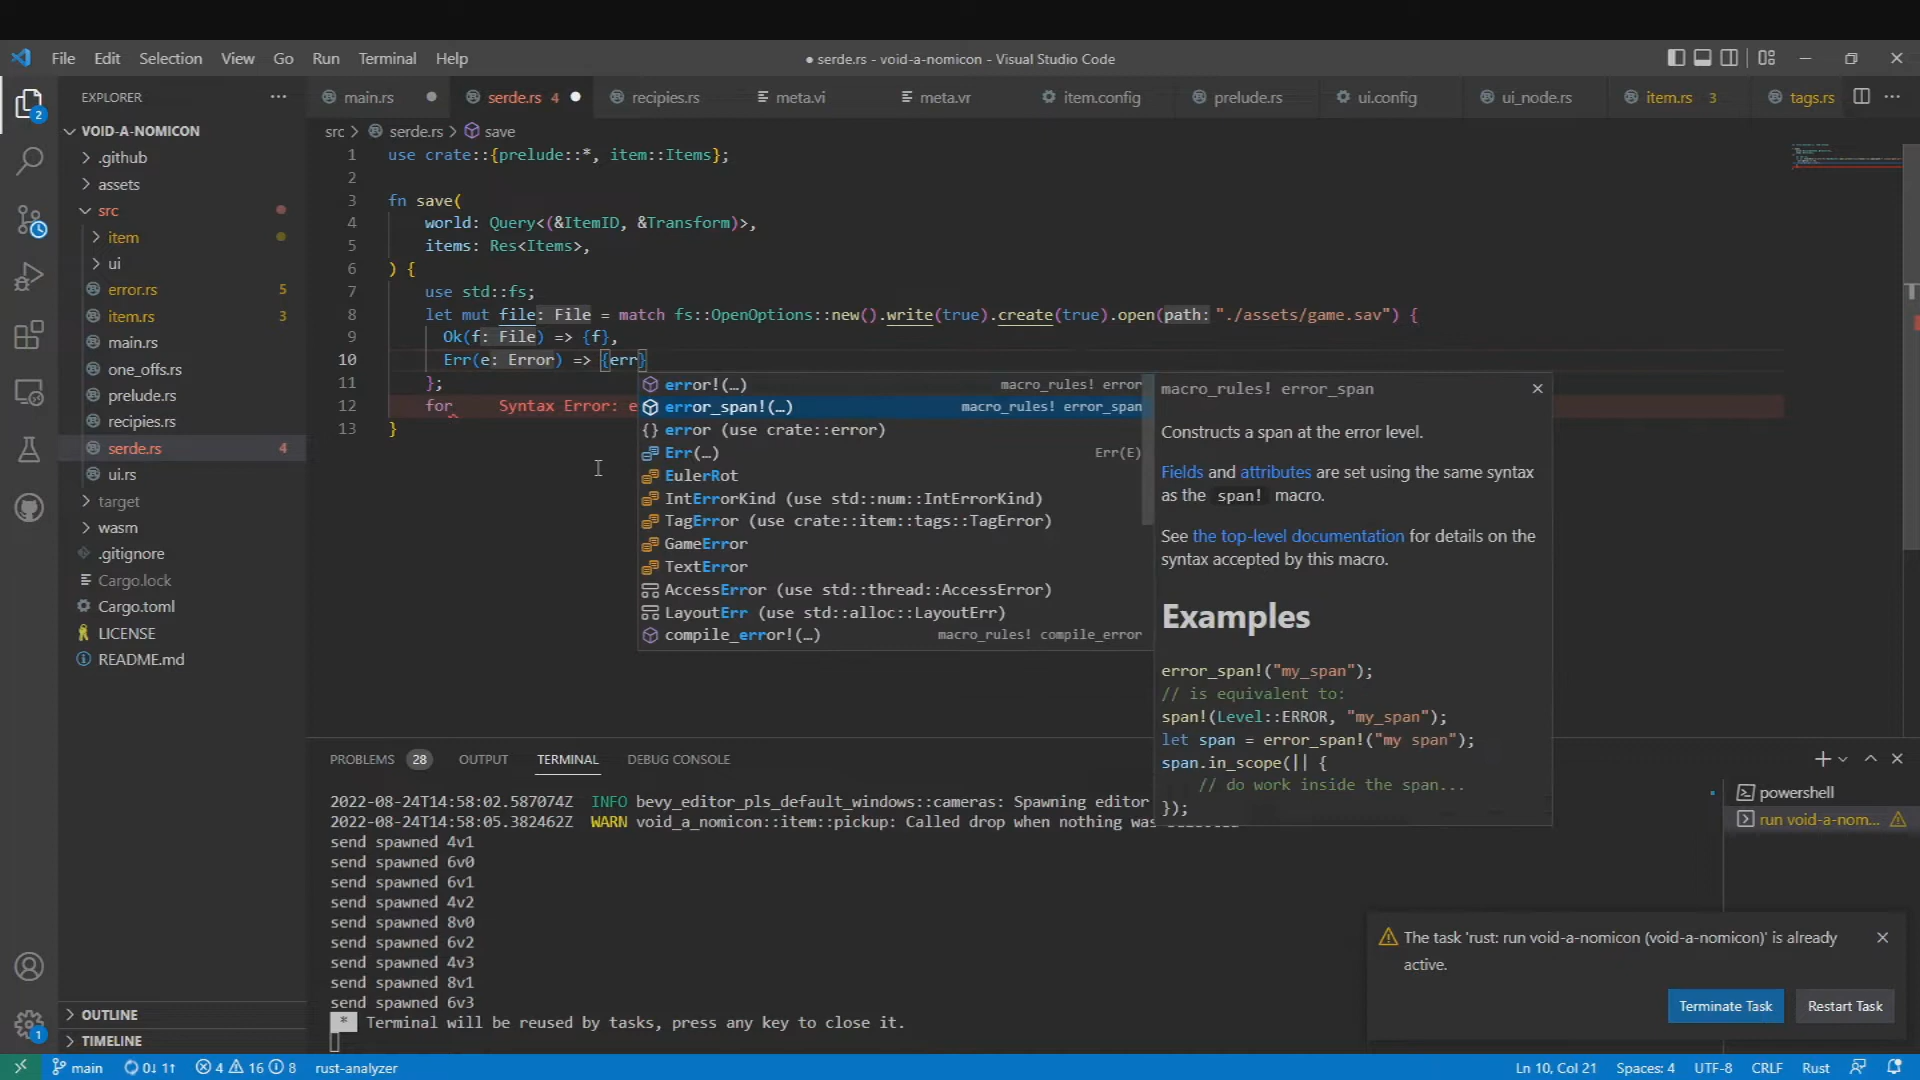 File Edit Selection View Go Run Terminal Help
● serde.rs - void-a-nomicon - Visual Studio Code
EXPLORER
main.rs
serde.rs 4
recipies.rs
meta.vi
meta.vr
item.config
prelude.rs
ui.config
ui_node.rs
item.rs 3
tags.rs
src > serde.rs > save
VOID-A-NOMICON
.github
assets
src
item
ui
error.rs 5
item.rs 3
main.rs
one_offs.rs
prelude.rs
recipies.rs
serde.rs 4
ui.rs
target
wasm
.gitignore
Cargo.lock
Cargo.toml
LICENSE
README.md
OUTLINE
TIMELINE
1 use crate::{prelude::*, item::Items};
2
3 fn save(
4 world: Query<(&ItemID, &Transform)>,
5 items: Res<Items>,
6 ) {
7 use std::fs;
8 let mut file: File = match fs::OpenOptions::new().write(true).create(true).open(path: "./assets/game.sav") {
9 Ok(f: File) => {f},
10 Err(e: Error) => {err}
11 };
12 for Syntax Error: e
13 }
error!(…) macro_rules! error
error_span!(…) macro_rules! error_span
error (use crate::error)
Err(…) Err(E)
EulerRot
IntErrorKind (use std::num::IntErrorKind)
TagError (use crate::item::tags::TagError)
GameError
TextError
AccessError (use std::thread::AccessError)
LayoutErr (use std::alloc::LayoutErr)
compile_error!(…) macro_rules! compile_error
macro_rules! error_span
Constructs a span at the error level.
Fields and attributes are set using the same syntax
as the span! macro.
See the top-level documentation for details on the
syntax accepted by this macro.
Examples
error_span!("my_span");
// is equivalent to:
span!(Level::ERROR, "my_span");
let span = error_span!("my span");
span.in_scope(|| {
// do work inside the span...
});
PROBLEMS 28 OUTPUT TERMINAL DEBUG CONSOLE
2022-08-24T14:58:02.587074Z INFO bevy_editor_pls_default_windows::cameras: Spawning editor
2022-08-24T14:58:05.382462Z WARN void_a_nomicon::item::pickup: Called drop when nothing was
send spawned 4v1
send spawned 6v0
send spawned 6v1
send spawned 4v2
send spawned 8v0
send spawned 6v2
send spawned 4v3
send spawned 8v1
send spawned 6v3
* Terminal will be reused by tasks, press any key to close it.
powershell
run void-a-nom...
The task 'rust: run void-a-nomicon (void-a-nomicon)' is already
active.
Terminate Task Restart Task
2
1
main 0↓ 1↑ 4 16 8 rust-analyzer
Ln 10, Col 21 Spaces: 4 UTF-8 CRLF Rust